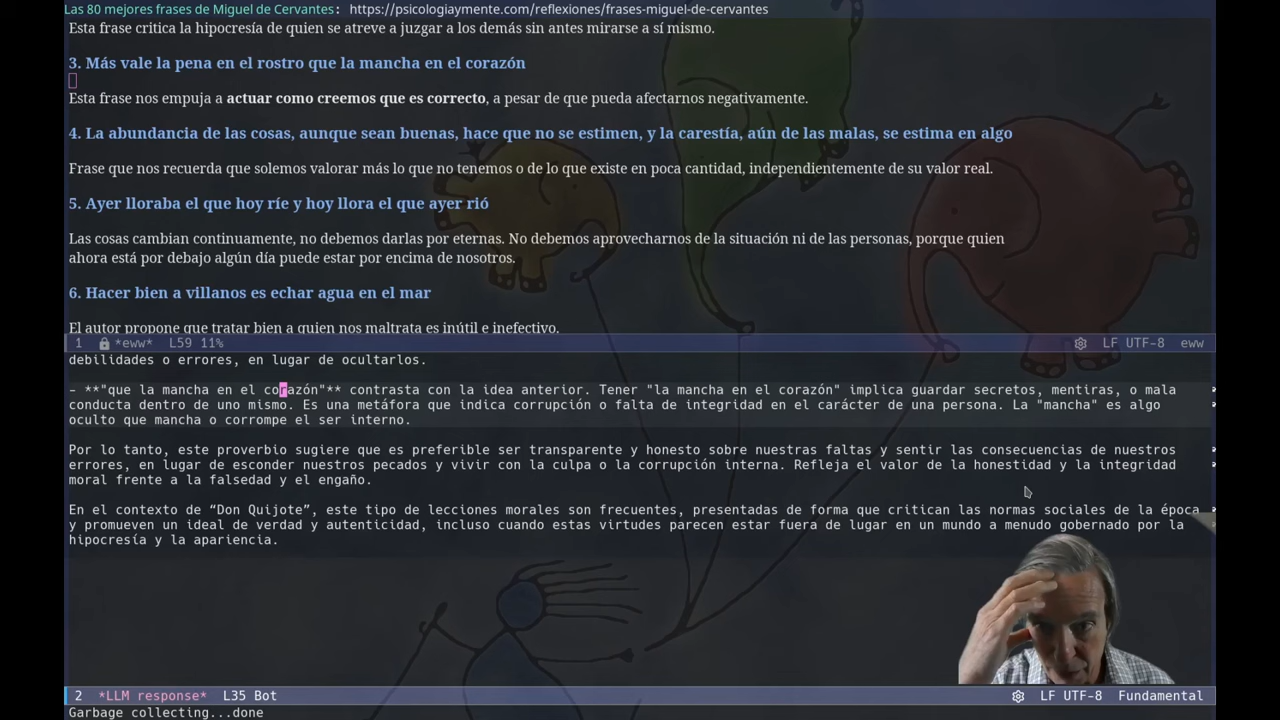 Las 80 mejores frases de Miguel de Cervantes: https://psicologiaymente.com/reflexiones/frases-miguel-de-cervantes
Esta frase critica la hipocresía de quien se atreve a juzgar a los demás sin antes mirarse a sí mismo.
3. Más vale la pena en el rostro que la mancha en el corazón
Esta frase nos empuja a actuar como creemos que es correcto, a pesar de que pueda afectarnos negativamente.
4. La abundancia de las cosas, aunque sean buenas, hace que no se estimen, y la carestía, aún de las malas, se estima en algo
Frase que nos recuerda que solemos valorar más lo que no tenemos o de lo que existe en poca cantidad, independientemente de su valor real.
5. Ayer lloraba el que hoy ríe y hoy llora el que ayer rió
Las cosas cambian continuamente, no debemos darlas por eternas. No debemos aprovecharnos de la situación ni de las personas, porque quien
ahora está por debajo algún día puede estar por encima de nosotros.
6. Hacer bien a villanos es echar agua en el mar
El autor propone que tratar bien a quien nos maltrata es inútil e inefectivo.
1 *eww* L59 11% LF UTF-8 eww
debilidades o errores, en lugar de ocultarlos.
- **"que la mancha en el corazón"** contrasta con la idea anterior. Tener "la mancha en el corazón" implica guardar secretos, mentiras, o mala
conducta dentro de uno mismo. Es una metáfora que indica corrupción o falta de integridad en el carácter de una persona. La "mancha" es algo
oculto que mancha o corrompe el ser interno.
Por lo tanto, este proverbio sugiere que es preferible ser transparente y honesto sobre nuestras faltas y sentir las consecuencias de nuestros
errores, en lugar de esconder nuestros pecados y vivir con la culpa o la corrupción interna. Refleja el valor de la honestidad y la integridad
moral frente a la falsedad y el engaño.
En el contexto de “Don Quijote”, este tipo de lecciones morales son frecuentes, presentadas de forma que critican las normas sociales de la época
y promueven un ideal de verdad y autenticidad, incluso cuando estas virtudes parecen estar fuera de lugar en un mundo a menudo gobernado por la
hipocresía y la apariencia.
2 *LLM response* L35 Bot LF UTF-8 Fundamental
Garbage collecting...done